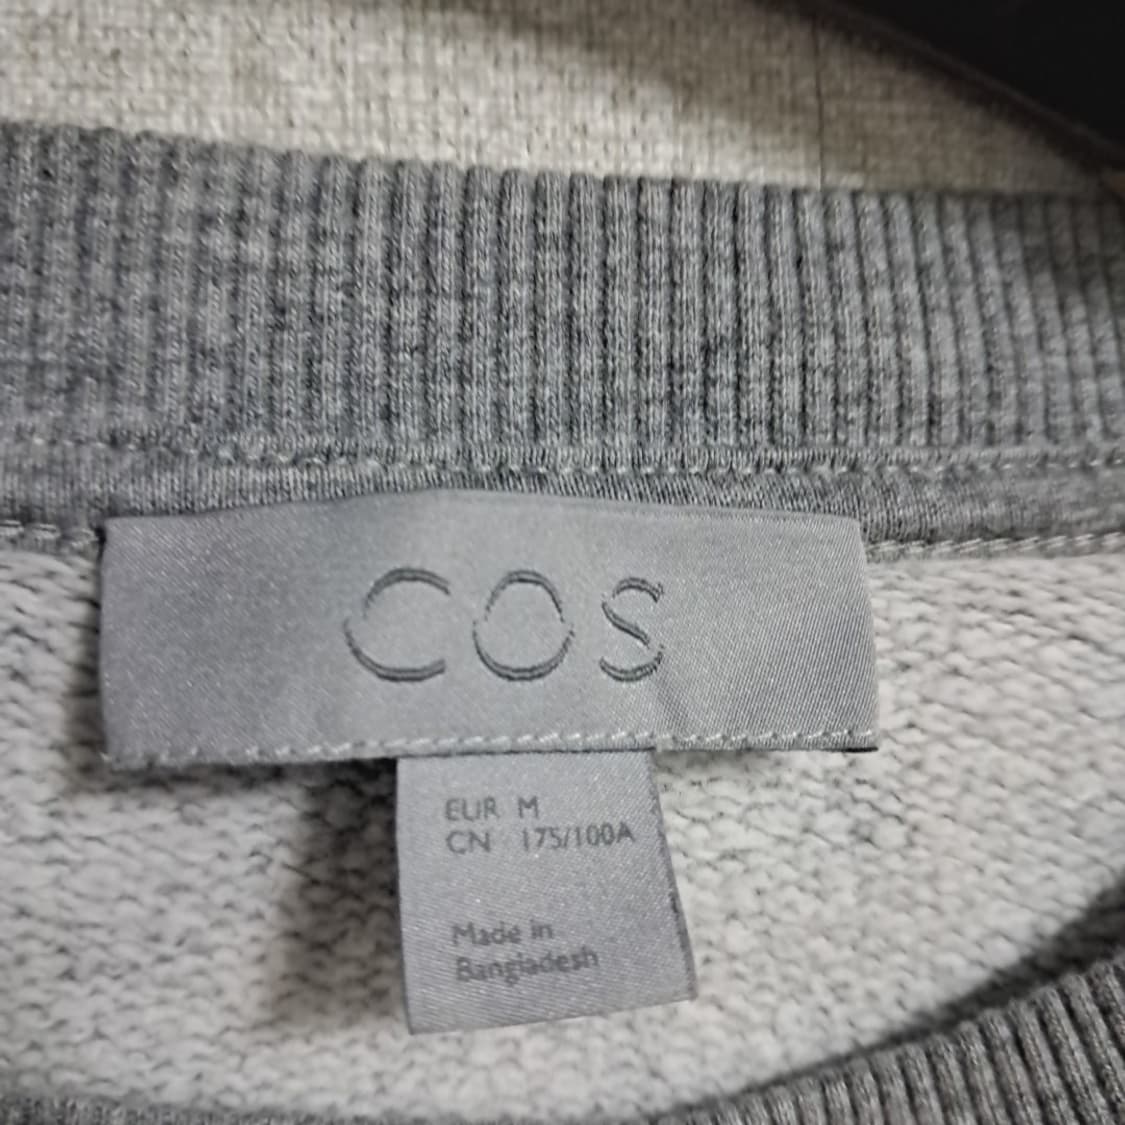 COS
EUR M
CN 175/100A
Made in
Bangladesh